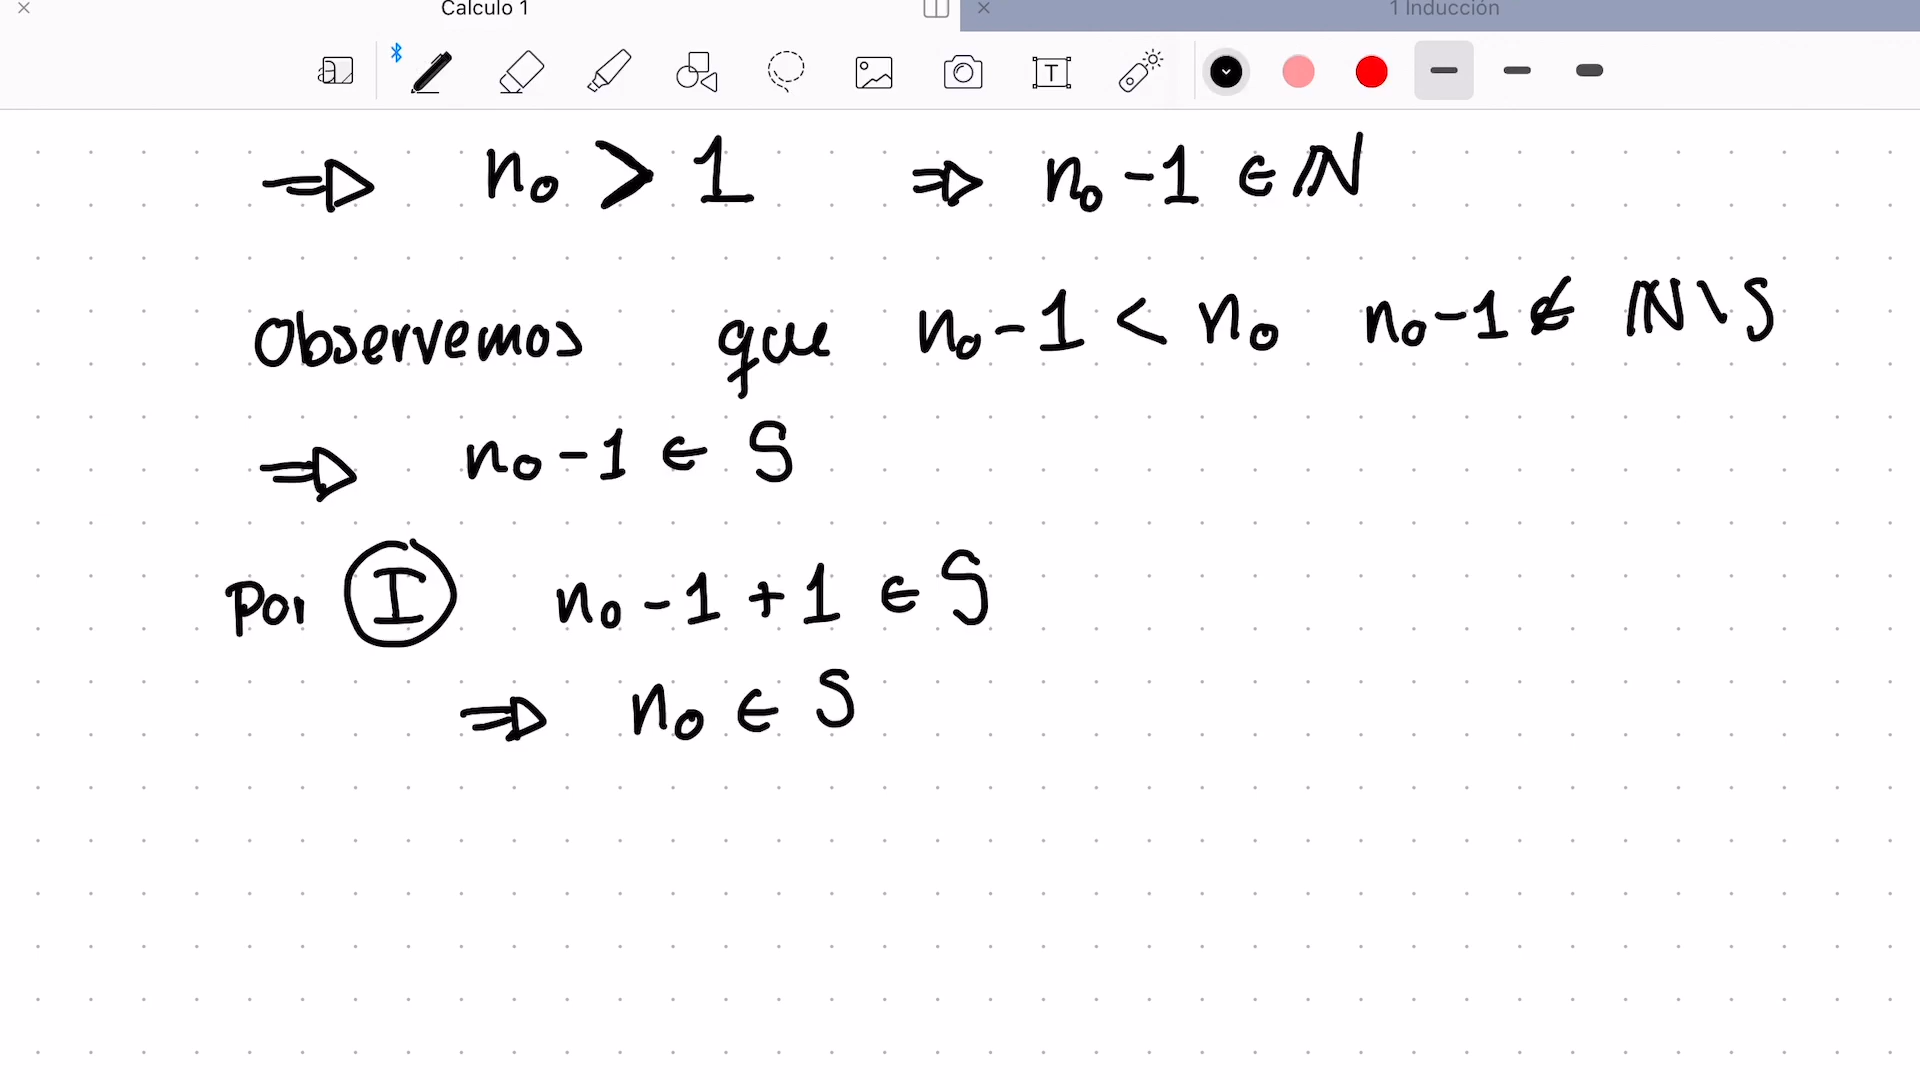 Calculo 1
1 Inducción
⇒ n₀ > 1 ⇒ n₀ - 1 ∈ ℕ
Observemos que n₀ - 1 < n₀ n₀ - 1 ∉ ℕ \ S
⇒ n₀ - 1 ∈ S
Por Ⓘ n₀ - 1 + 1 ∈ S
⇒ n₀ ∈ S